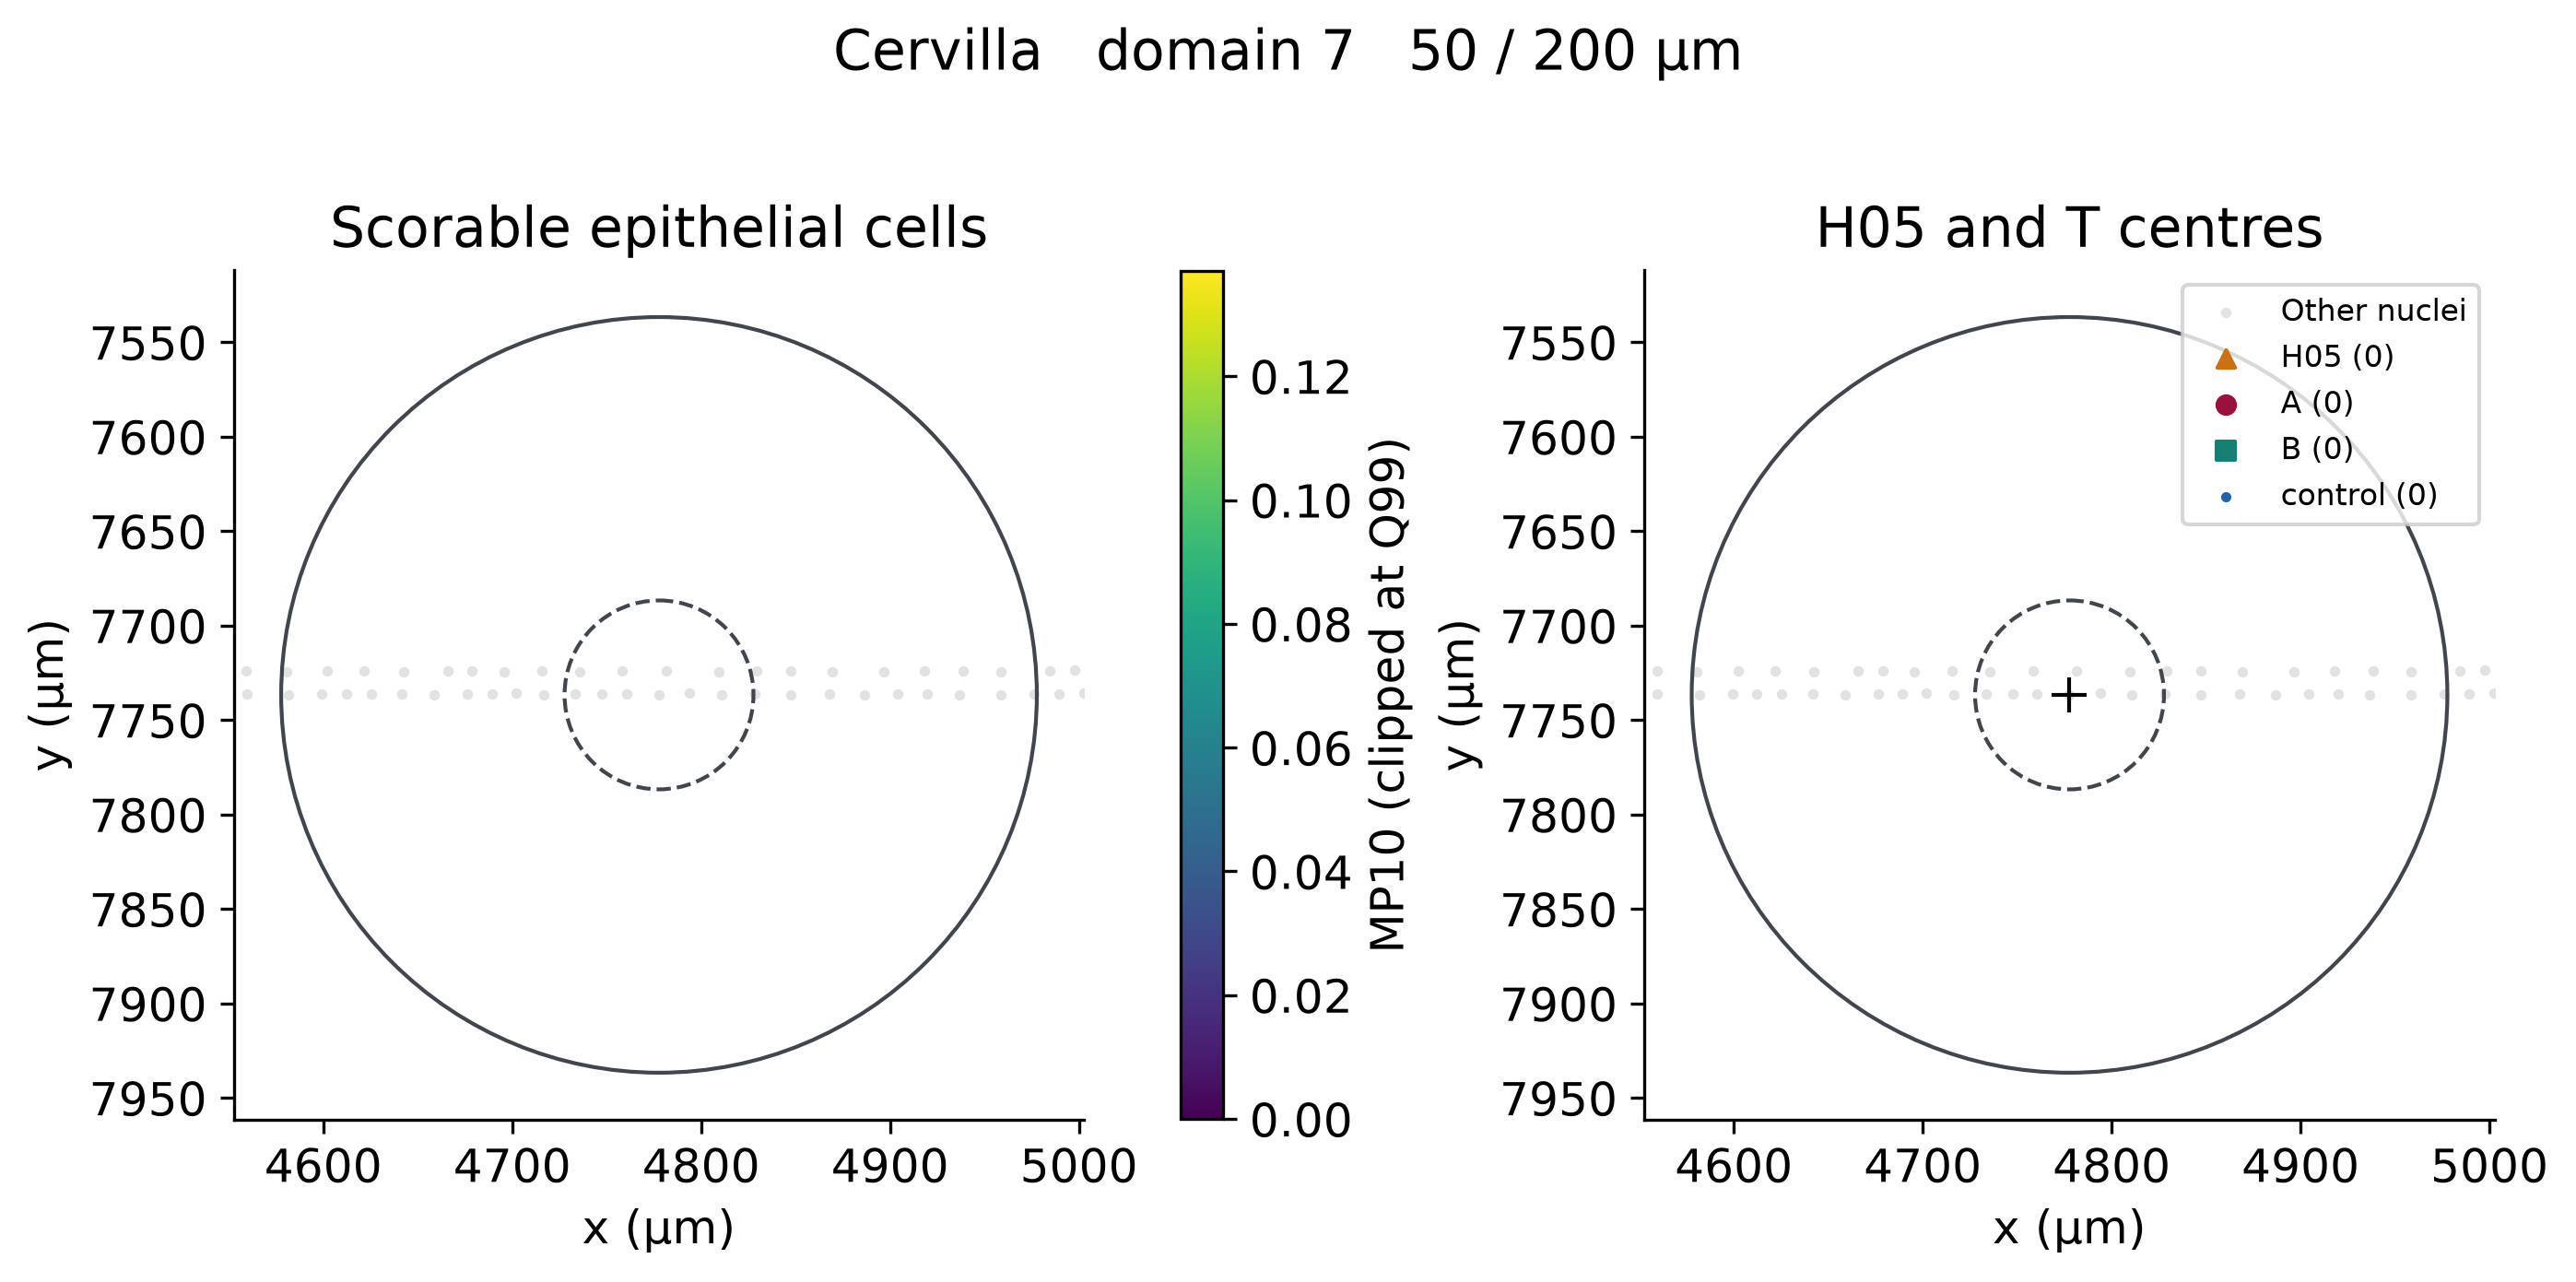 Cervilla domain 7 50 / 200 µm
Scorable epithelial cells
7550
7600
7650
7700
7750
7800
7850
7900
7950
y (µm)
4600 4700 4800 4900 5000
x (µm)
0.12
0.10
0.08
0.06
0.04
0.02
0.00
MP10 (clipped at Q99)
H05 and T centres
7550
7600
7650
7700
7750
7800
7850
7900
7950
y (µm)
4600 4700 4800 4900 5000
x (µm)
Other nuclei
H05 (0)
A (0)
B (0)
control (0)